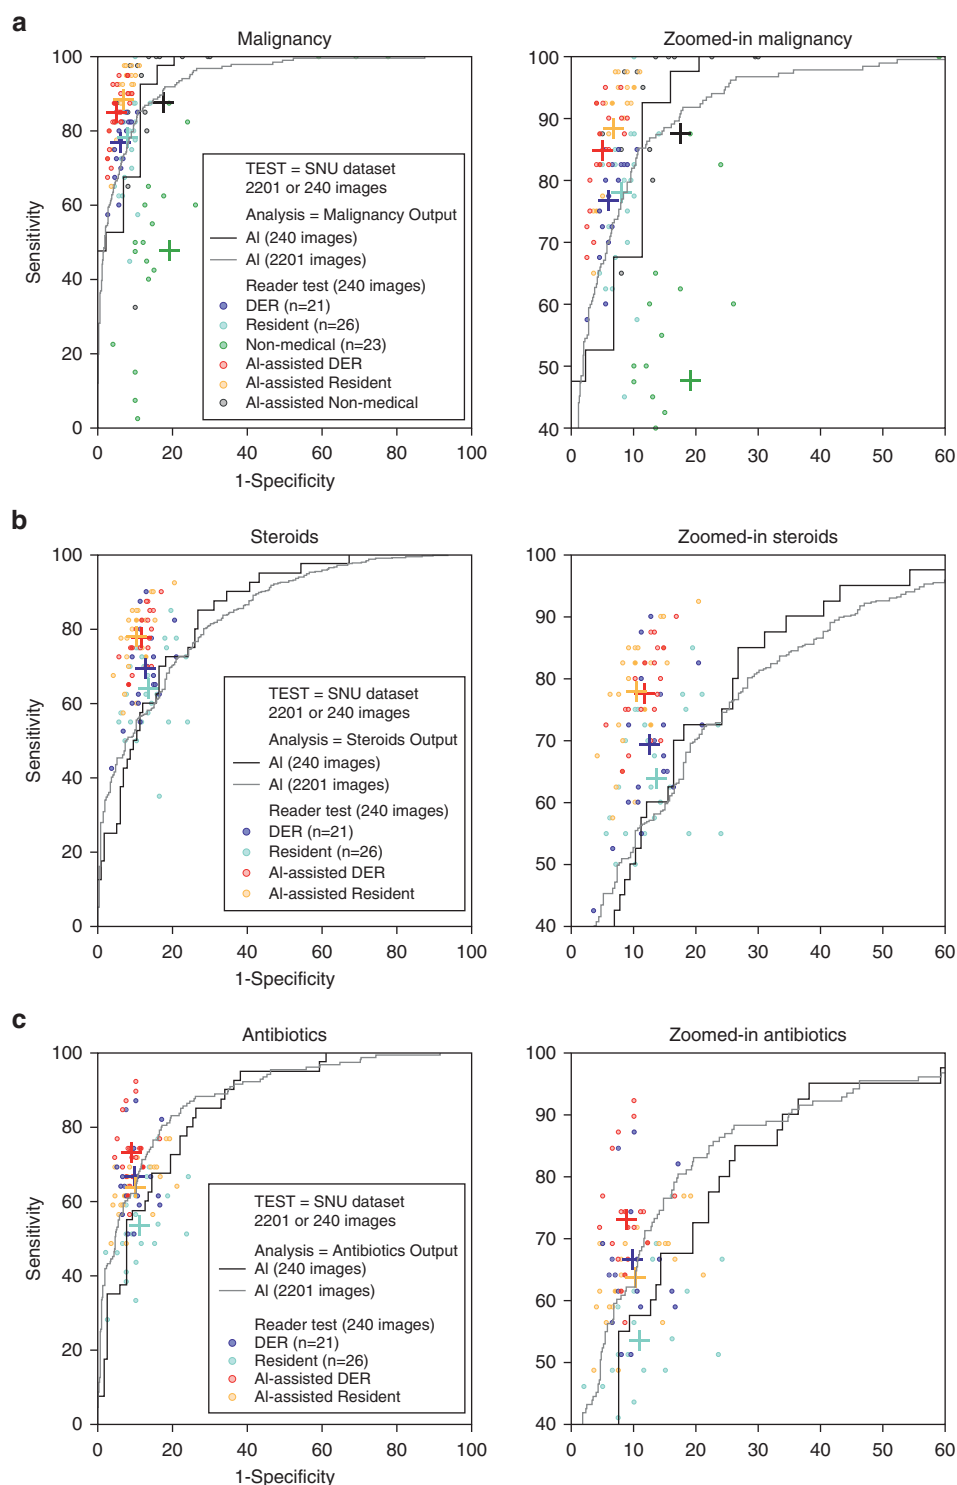 a
Malignancy
Zoomed-in malignancy
100
80
60
40
20
0
Sensitivity
0 20 40 60 80 100
1-Specificity
TEST = SNU dataset
2201 or 240 images
Analysis = Malignancy Output
AI (240 images)
AI (2201 images)
Reader test (240 images)
DER (n=21)
Resident (n=26)
Non-medical (n=23)
AI-assisted DER
AI-assisted Resident
AI-assisted Non-medical
100
90
80
70
60
50
40
0 10 20 30 40 50 60
b
Steroids
Zoomed-in steroids
100
80
60
40
20
0
Sensitivity
0 20 40 60 80 100
1-Specificity
TEST = SNU dataset
2201 or 240 images
Analysis = Steroids Output
AI (240 images)
AI (2201 images)
Reader test (240 images)
DER (n=21)
Resident (n=26)
AI-assisted DER
AI-assisted Resident
100
90
80
70
60
50
40
0 10 20 30 40 50 60
c
Antibiotics
Zoomed-in antibiotics
100
80
60
40
20
0
Sensitivity
0 20 40 60 80 100
1-Specificity
TEST = SNU dataset
2201 or 240 images
Analysis = Antibiotics Output
AI (240 images)
AI (2201 images)
Reader test (240 images)
DER (n=21)
Resident (n=26)
AI-assisted DER
AI-assisted Resident
100
90
80
70
60
50
40
0 10 20 30 40 50 60